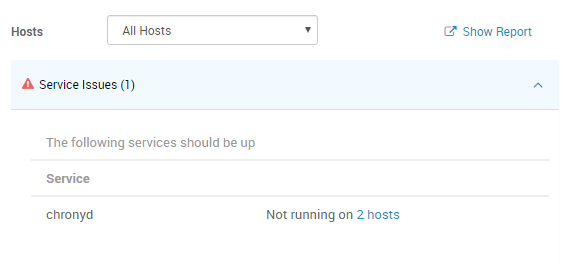 Hosts All Hosts Show Report
Service Issues (1)
The following services should be up
Service
chronyd Not running on 2 hosts